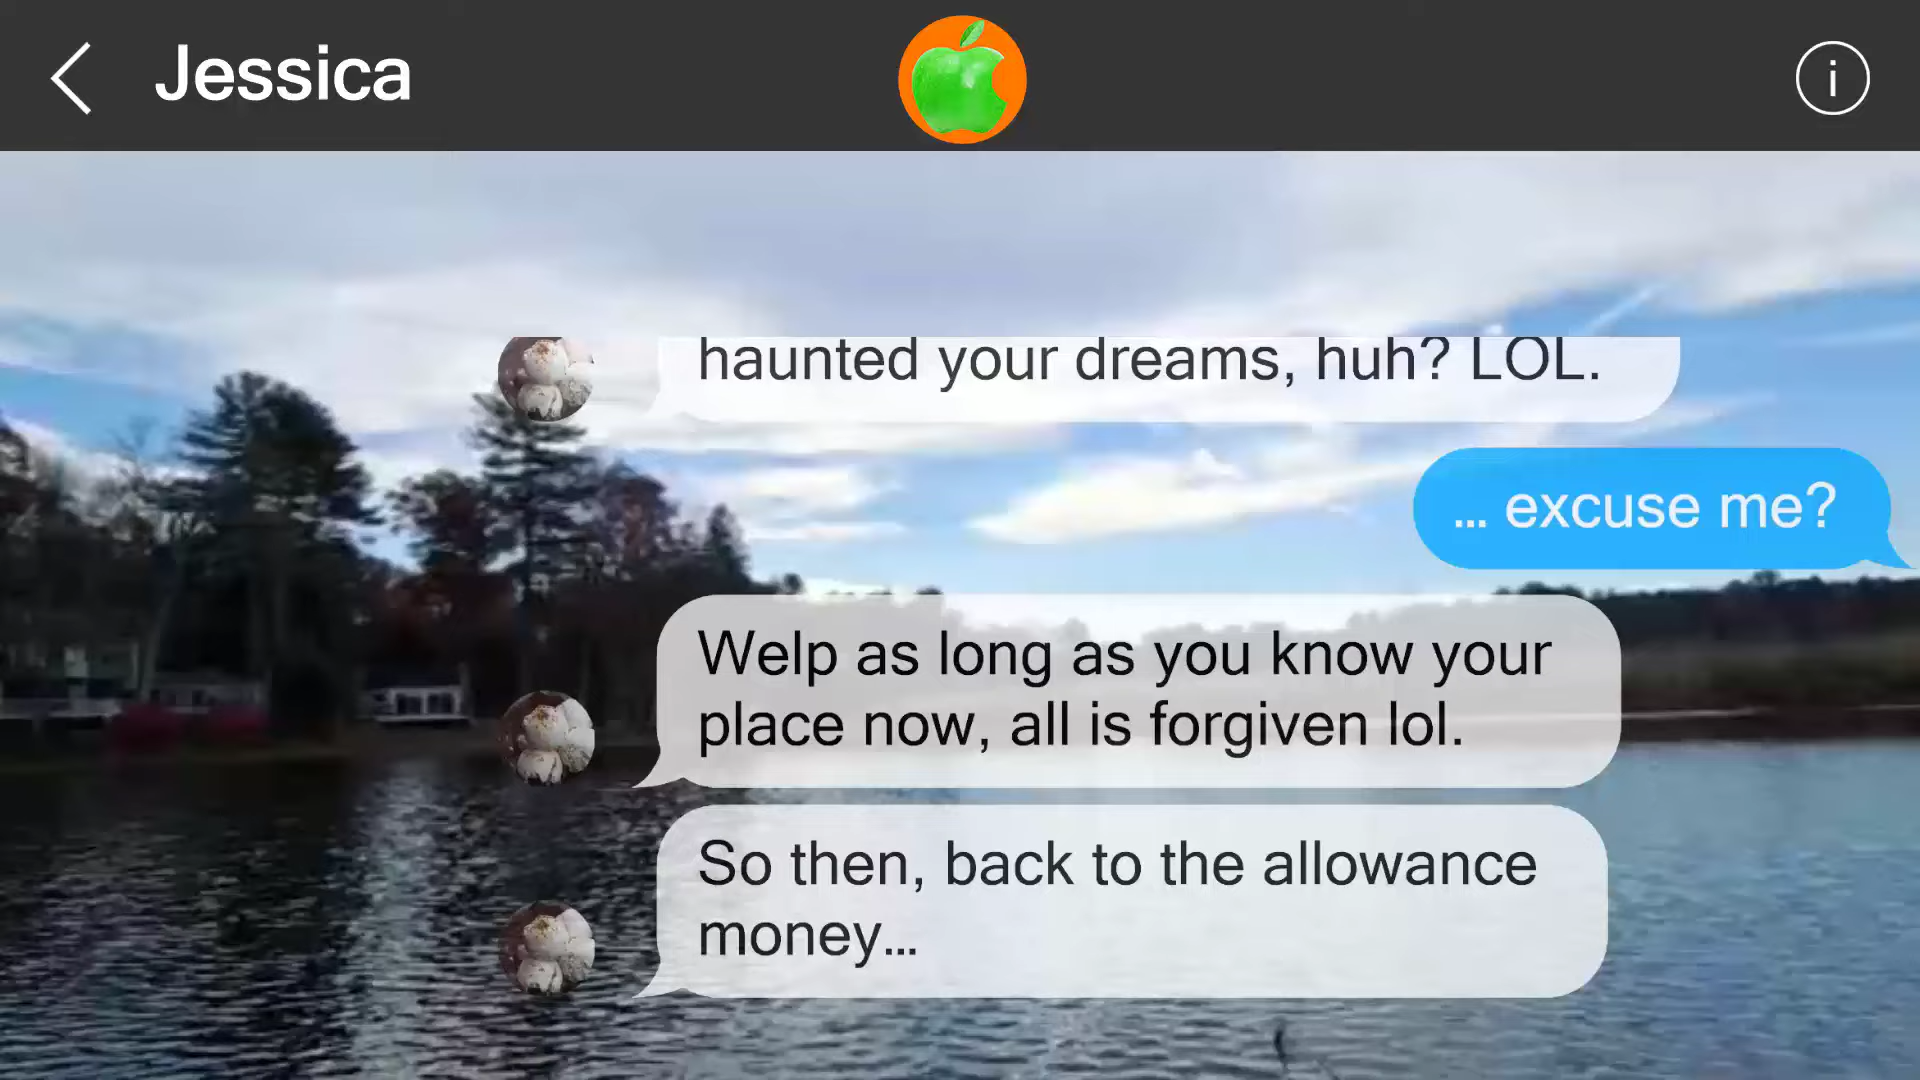 Jessica
i
haunted your dreams, huh? LOL.
... excuse me?
Welp as long as you know your
place now, all is forgiven lol.
So then, back to the allowance
money...